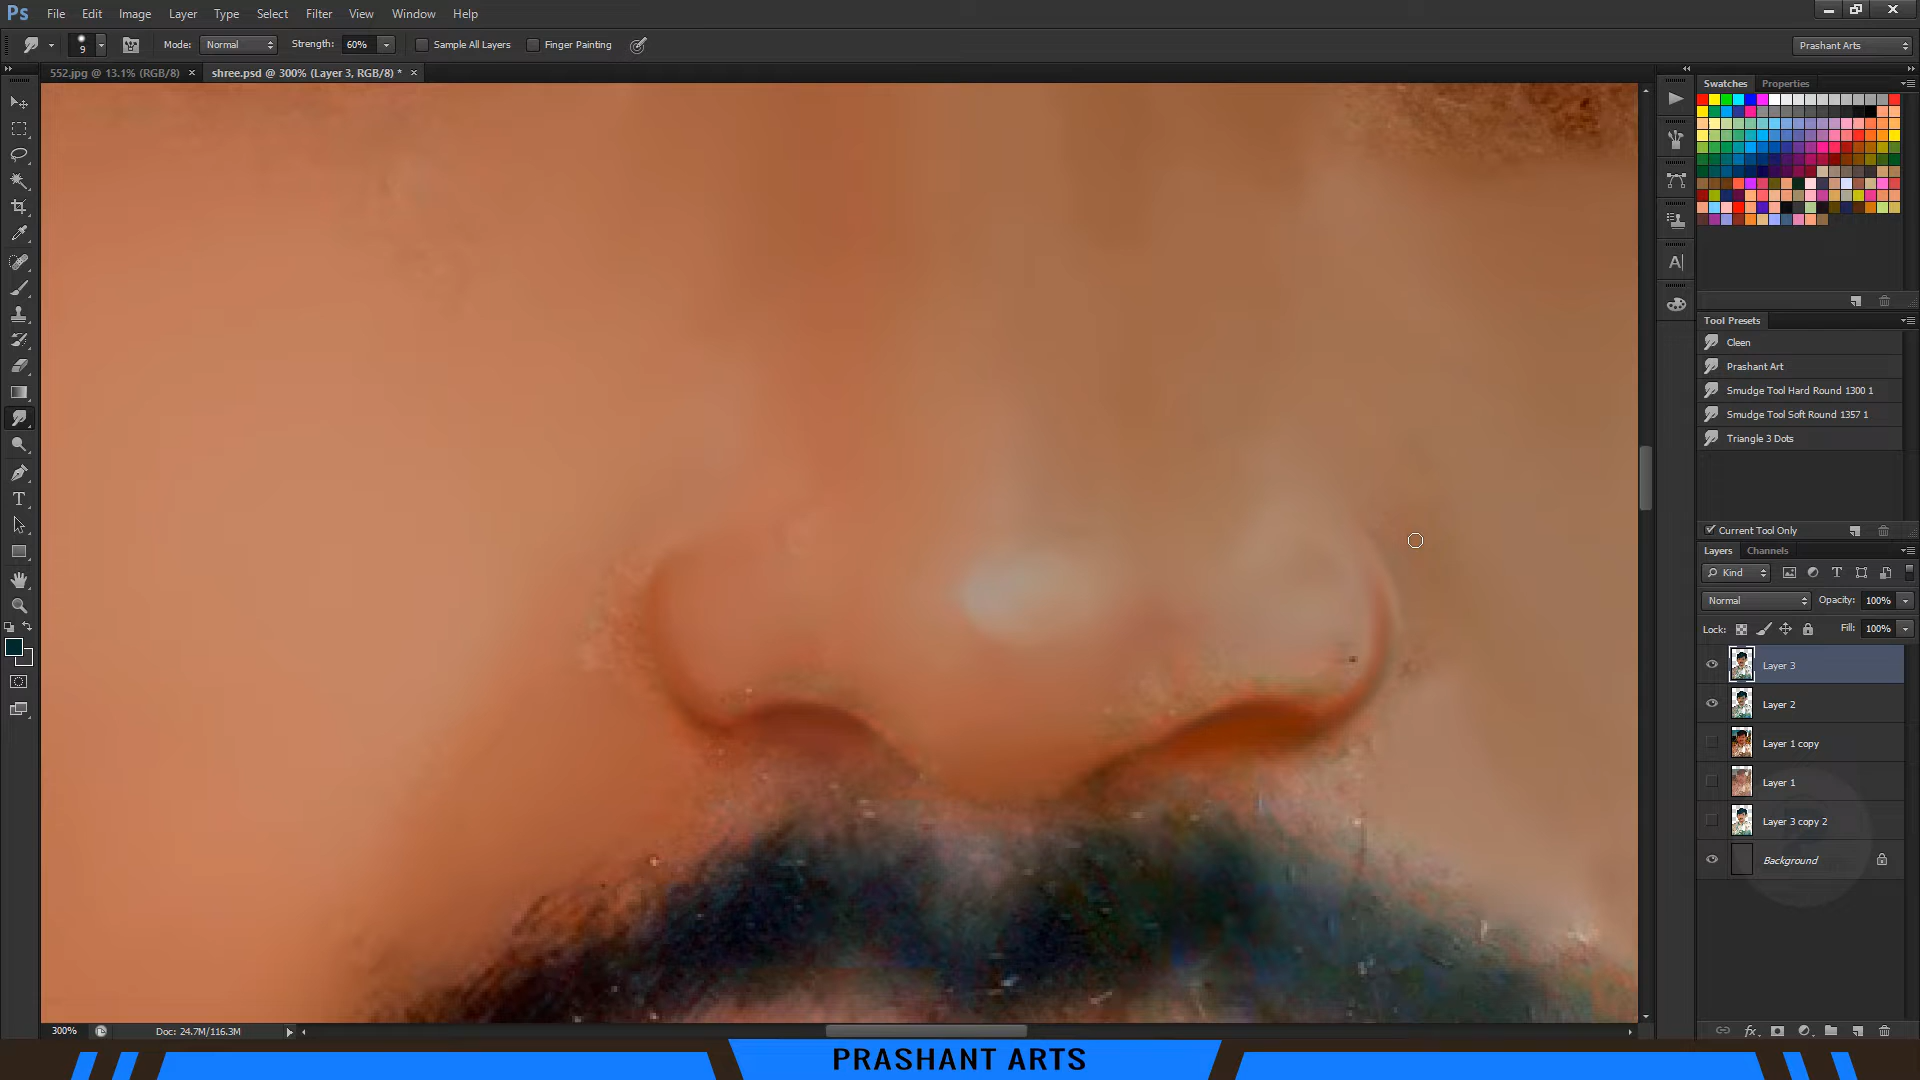 Ps File Edit Image Layer Type Select Filter 3D View Window Help
9 Mode: Normal Strength: 60% Sample All Layers Finger Painting Prashant Arts
552.jpg @ 13.1% (RGB/8) × shree.psd @ 300% (Layer 3, RGB/8) * ×
Swatches Properties
Tool Presets
Cleen
Prashant Art
Smudge Tool Hard Round 1300 1
Smudge Tool Soft Round 1357 1
Triangle 3 Dots
Current Tool Only
Layers Channels
Kind
Normal Opacity: 100%
Lock: Fill: 100%
Layer 3
Layer 2
Layer 1 copy
Layer 1
Layer 3 copy 2
Background
300% Doc: 24.7M/116.3M
PRASHANT ARTS